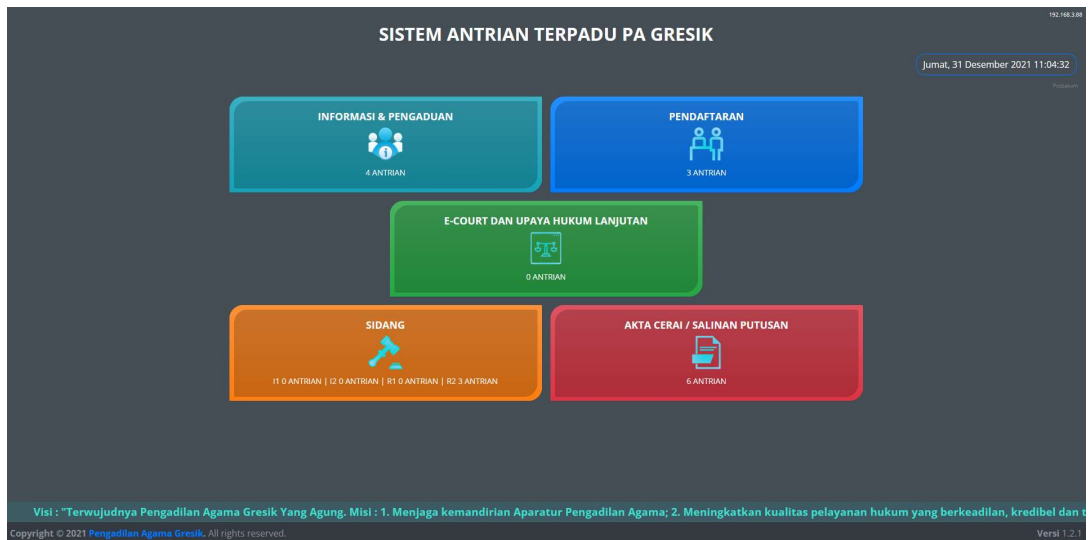 192.168.3.88
SISTEM ANTRIAN TERPADU PA GRESIK
Jumat, 31 Desember 2021 11:04:32
Posbakum
INFORMASI & PENGADUAN
4 ANTRIAN
PENDAFTARAN
3 ANTRIAN
E-COURT DAN UPAYA HUKUM LANJUTAN
0 ANTRIAN
SIDANG
I1 0 ANTRIAN | I2 0 ANTRIAN | R1 0 ANTRIAN | R2 3 ANTRIAN
AKTA CERAI / SALINAN PUTUSAN
6 ANTRIAN
Visi : "Terwujudnya Pengadilan Agama Gresik Yang Agung. Misi : 1. Menjaga kemandirian Aparatur Pengadilan Agama; 2. Meningkatkan kualitas pelayanan hukum yang berkeadilan, kredibel dan t
Copyright © 2021 Pengadilan Agama Gresik. All rights reserved.
Versi 1.2.1